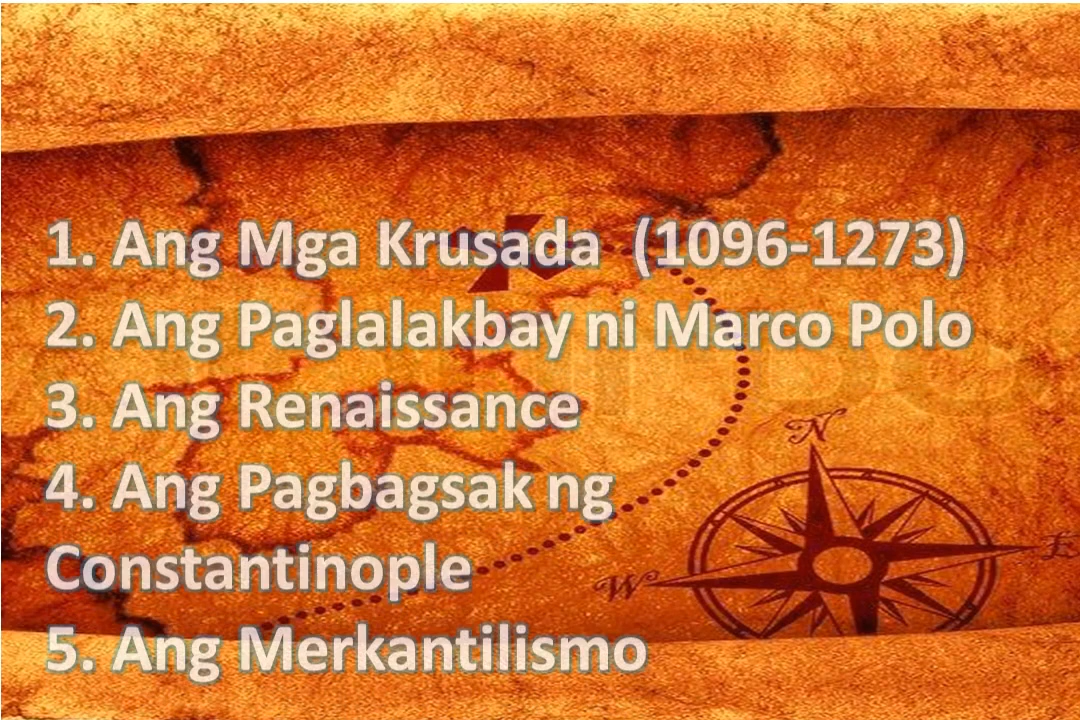 1. Ang Mga Krusada (1096-1273)
2. Ang Paglalakbay ni Marco Polo
3. Ang Renaissance
4. Ang Pagbagsak ng
Constantinople
5. Ang Merkantilismo
N
W
E